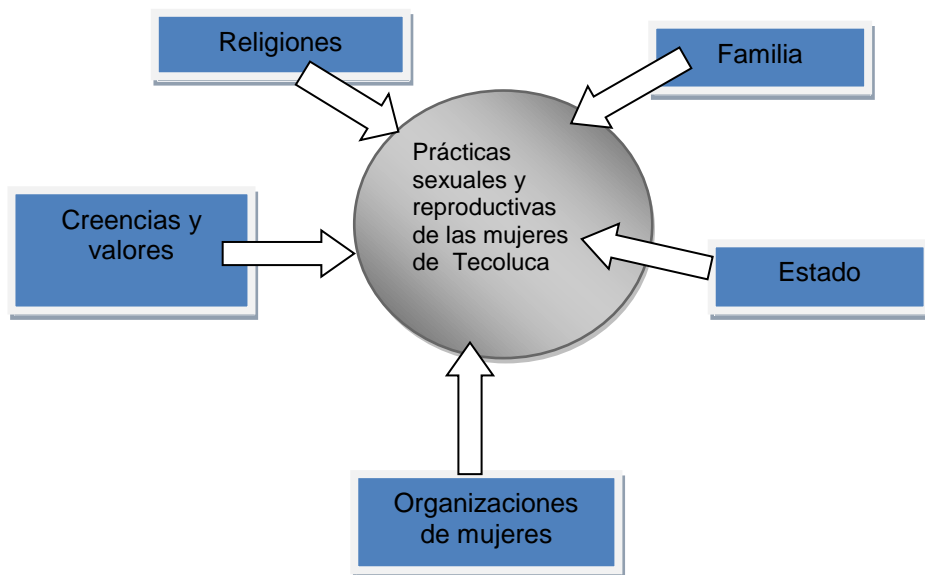 Religiones
Familia
Prácticas
sexuales y
reproductivas
de las mujeres
de Tecoluca
Creencias y
valores
Estado
Organizaciones
de mujeres